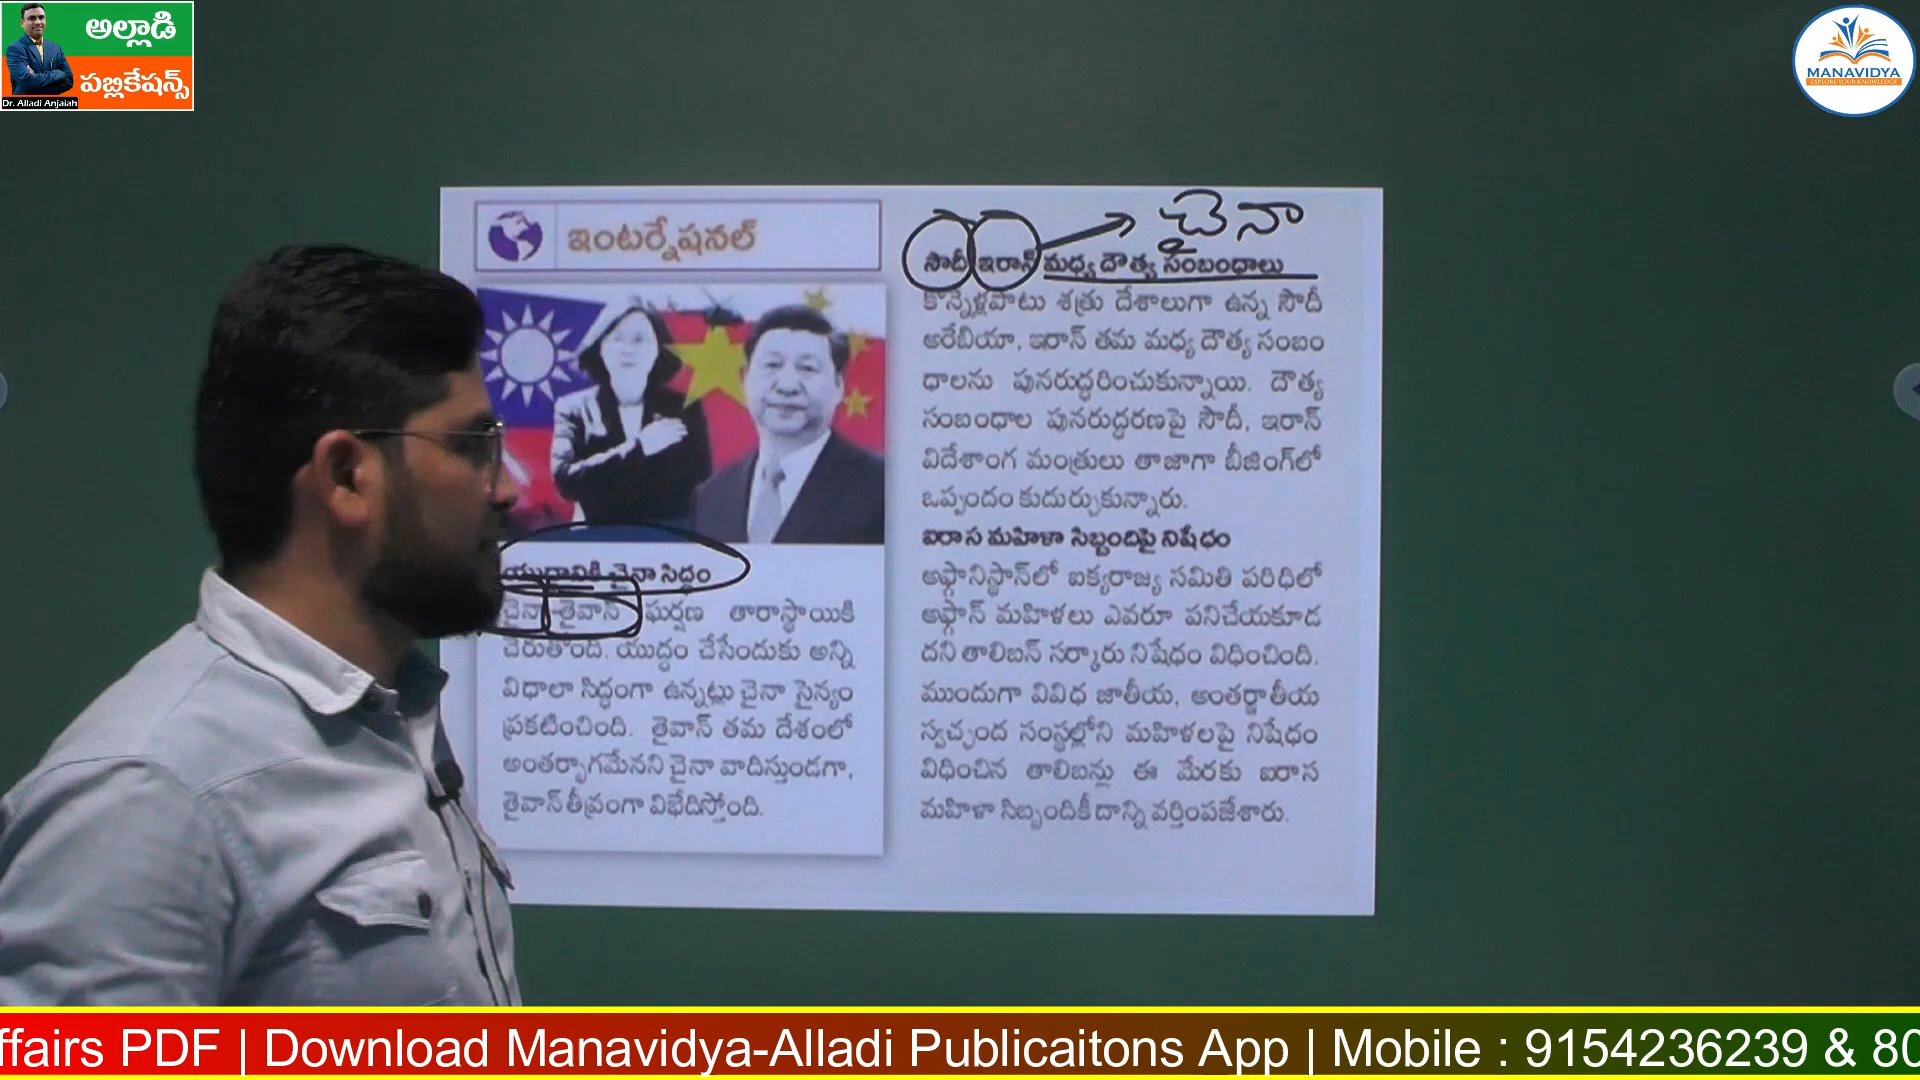 అల్లాడి
పబ్లికేషన్స్
Dr. Alladi Anjaiah
MANAVIDYA
EXPLORE YOUR KNOWLEDGE
ఇంటర్నేషనల్
యుద్ధానికి చైనా సిద్ధం
చైనా-తైవాన్ ఘర్షణ తారాస్థాయికి
చేరుతోంది. యుద్ధం చేసేందుకు అన్ని
విధాలా సిద్ధంగా ఉన్నట్లు చైనా సైన్యం
ప్రకటించింది. తైవాన్ తమ దేశంలో
అంతర్భాగమేనని చైనా వాదిస్తుండగా,
తైవాన్ తీవ్రంగా విభేదిస్తోంది.
చైనా
సౌదీ ఇరాన్ మధ్య దౌత్య సంబంధాలు
కొన్నేళ్లపాటు శత్రు దేశాలుగా ఉన్న సౌదీ
అరేబియా, ఇరాన్ తమ మధ్య దౌత్య సంబం
ధాలను పునరుద్ధరించుకున్నాయి. దౌత్య
సంబంధాల పునరుద్ధరణపై సౌదీ, ఇరాన్
విదేశాంగ మంత్రులు తాజాగా బీజింగ్‌లో
ఒప్పందం కుదుర్చుకున్నారు.
ఐరాస మహిళా సిబ్బందిపై నిషేధం
అఫ్గానిస్థాన్‌లో ఐక్యరాజ్య సమితి పరిధిలో
అఫ్గాన్ మహిళలు ఎవరూ పనిచేయకూడ
దని తాలిబన్ సర్కారు నిషేధం విధించింది.
ముందుగా వివిధ జాతీయ, అంతర్జాతీయ
స్వచ్ఛంద సంస్థల్లోని మహిళలపై నిషేధం
విధించిన తాలిబన్లు ఈ మేరకు ఐరాస
మహిళా సిబ్బందికీ దాన్ని వర్తింపజేశారు.
ffairs PDF | Download Manavidya-Alladi Publicaitons App | Mobile : 9154236239 & 80